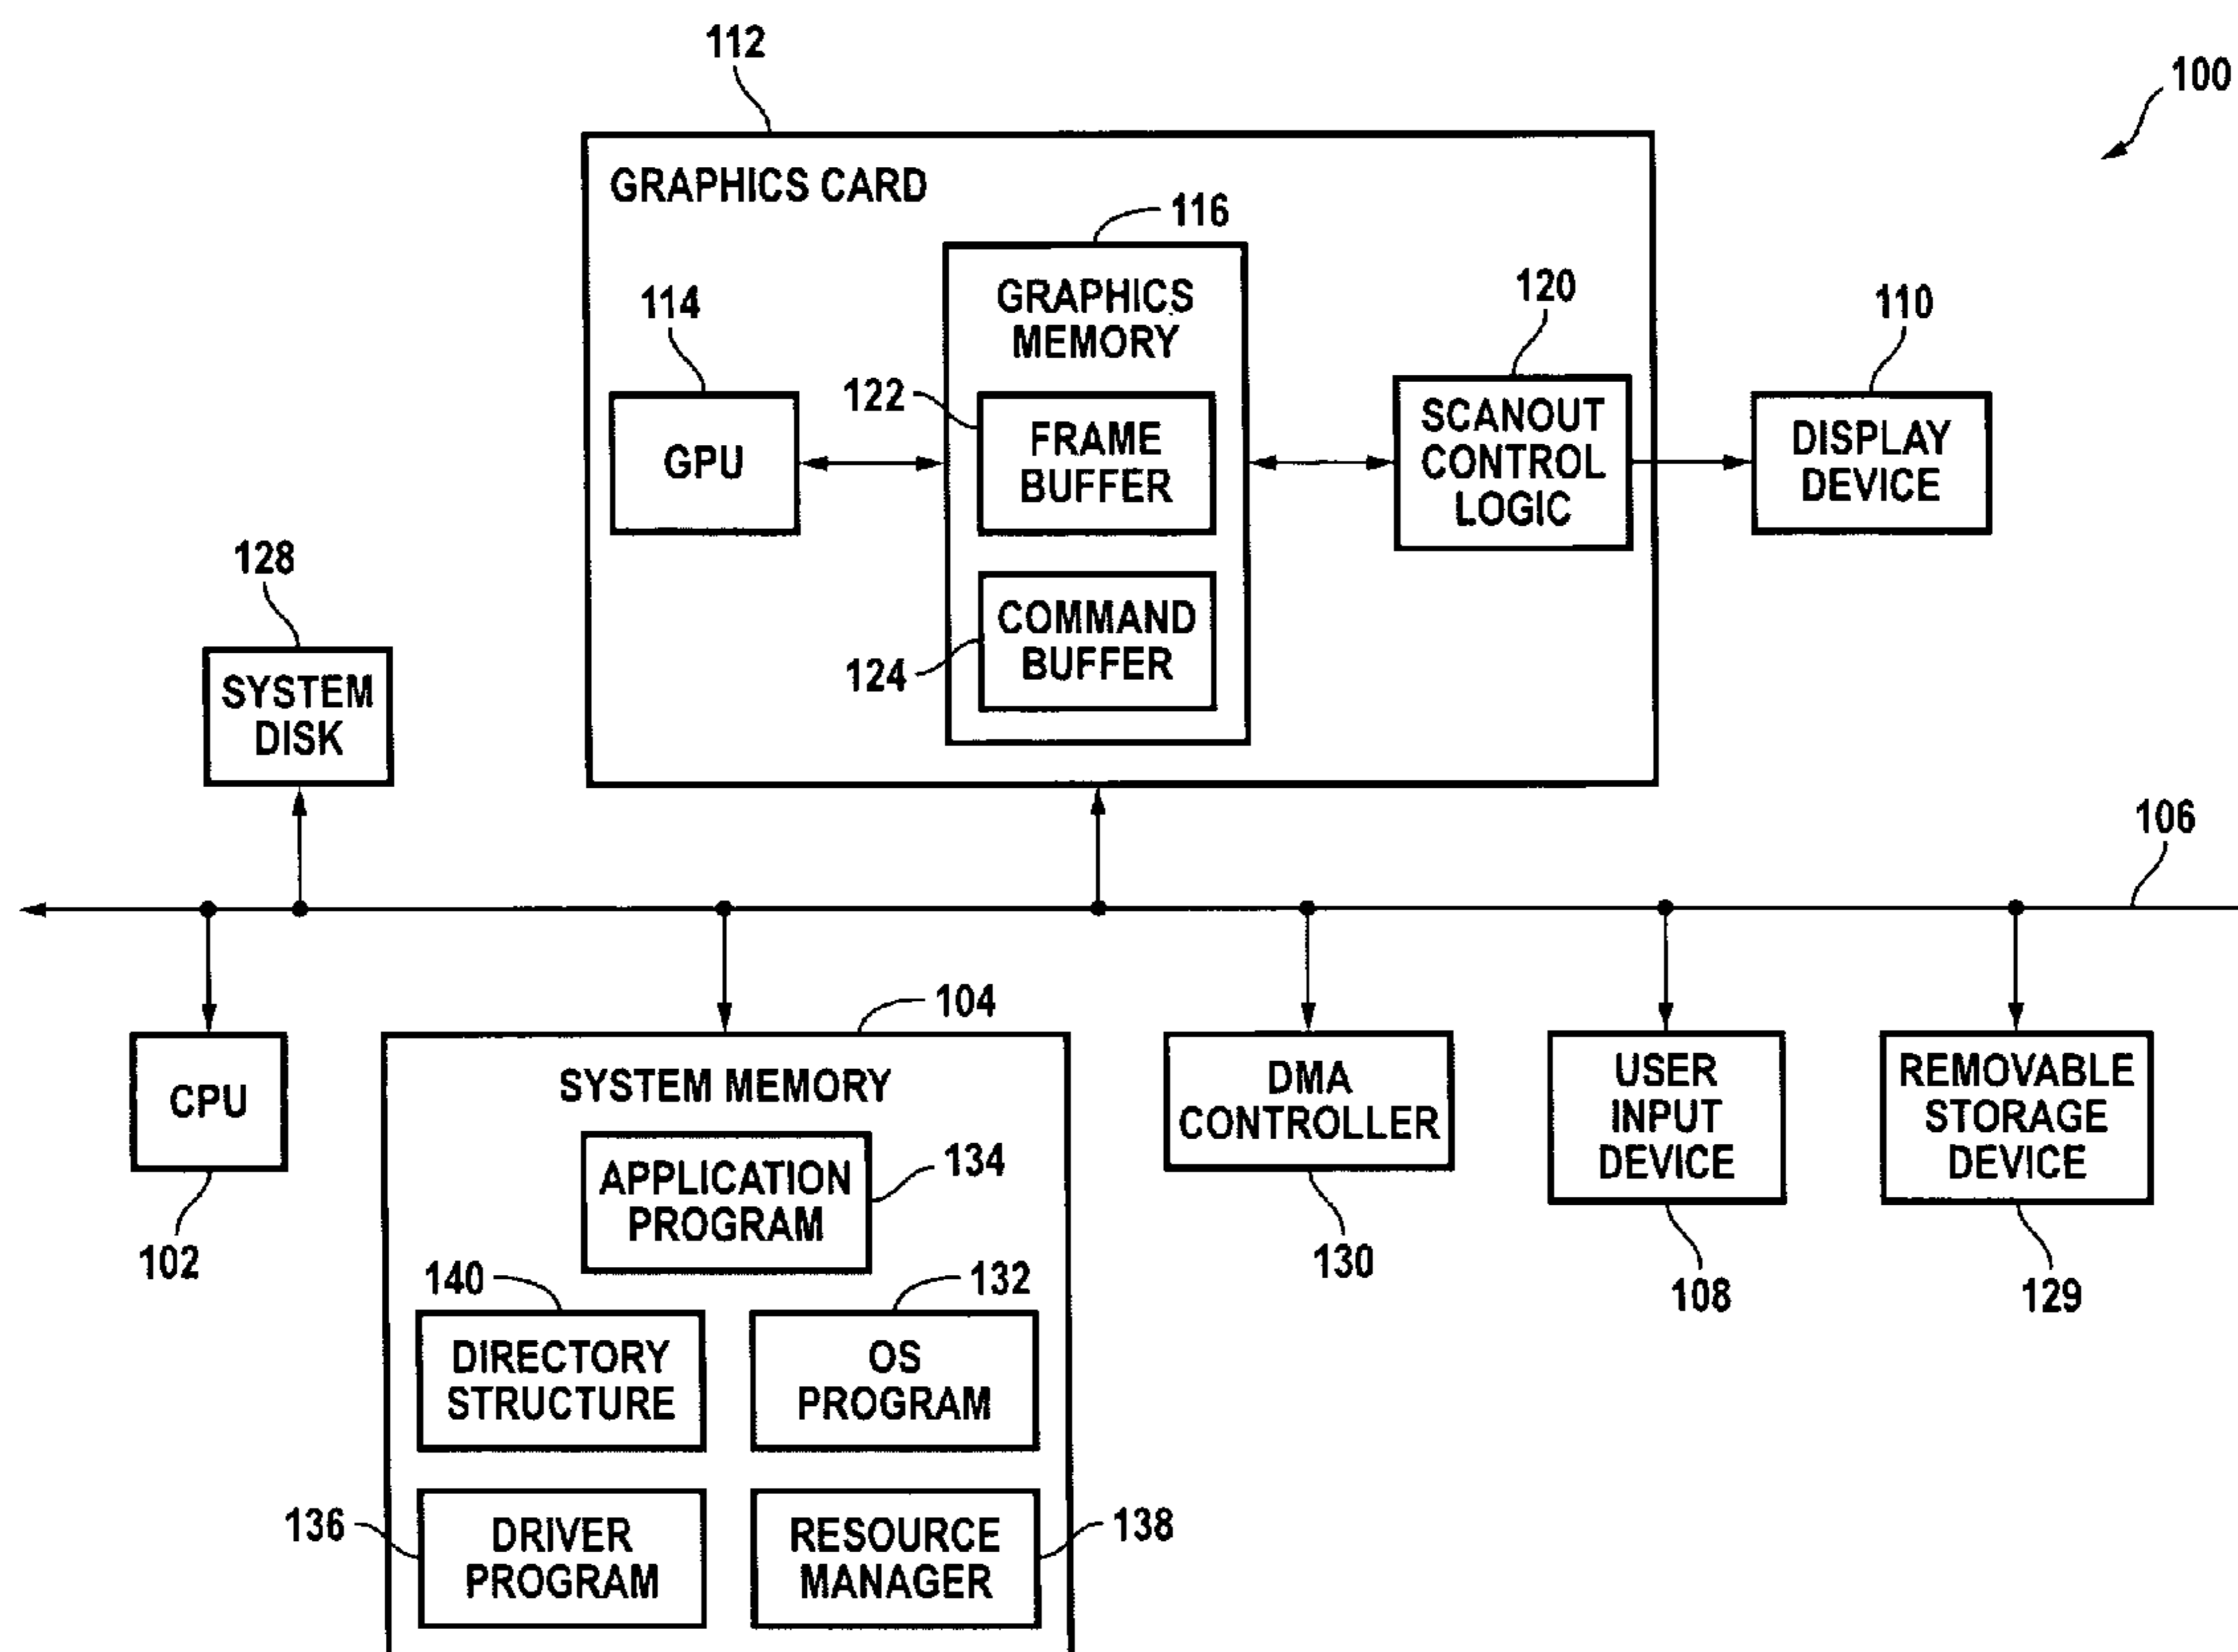 112
100
GRAPHICS CARD
116
GRAPHICS
MEMORY
114
120
110
122
GPU
FRAME
BUFFER
SCANOUT
CONTROL
LOGIC
DISPLAY
DEVICE
128
SYSTEM
DISK
COMMAND
BUFFER
124
106
104
CPU
102
SYSTEM MEMORY
APPLICATION
PROGRAM
134
140
132
DIRECTORY
STRUCTURE
OS
PROGRAM
136
DRIVER
PROGRAM
RESOURCE
MANAGER
138
DMA
CONTROLLER
130
USER
INPUT
DEVICE
108
REMOVABLE
STORAGE
DEVICE
129